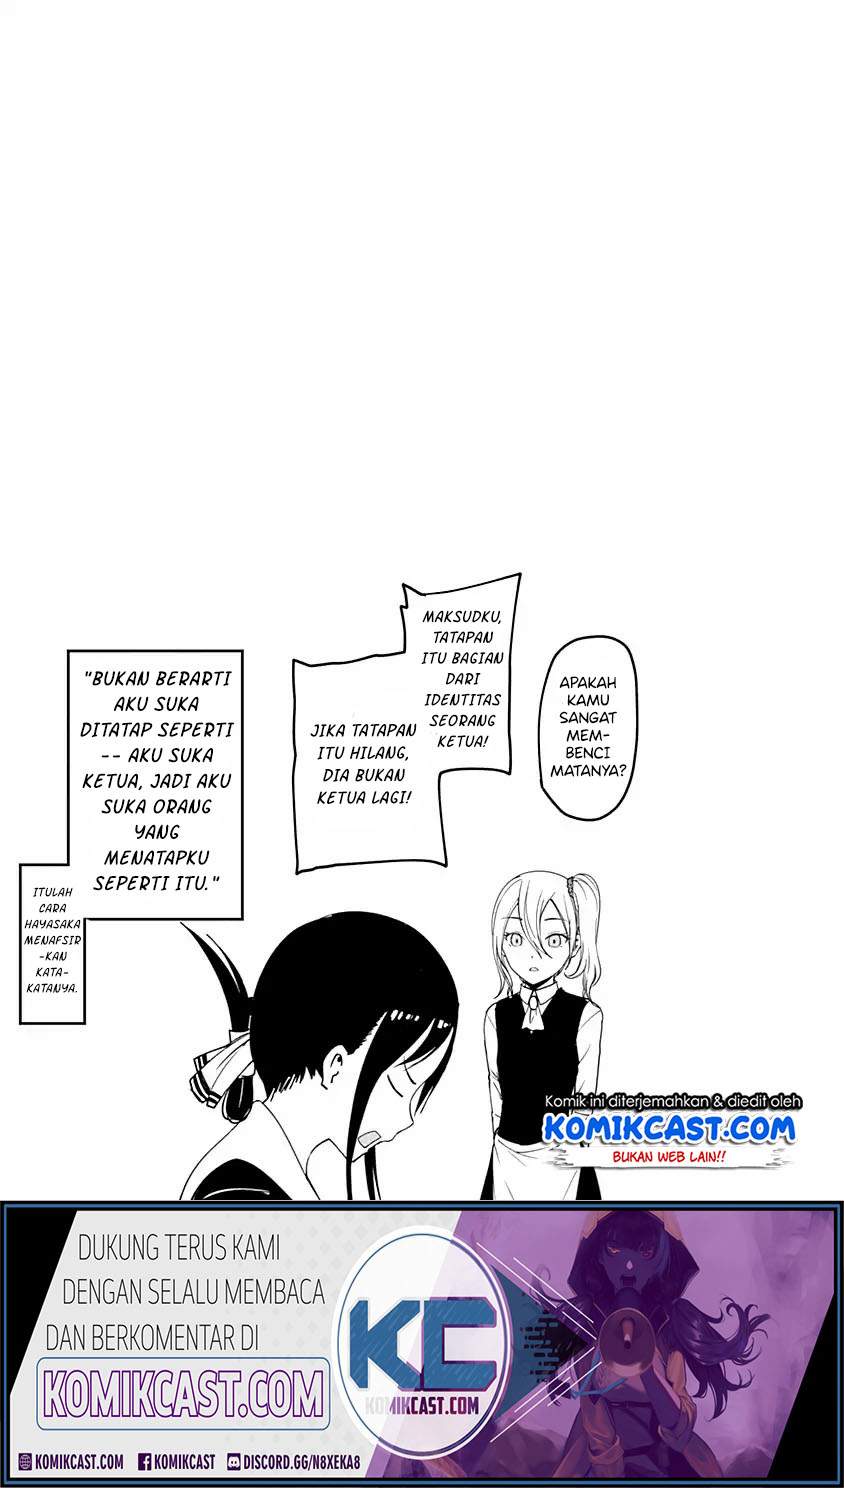 APAKAH
KAMU
SANGAT
MEM-
BENCI
MATANYA?
MAKSUDKU,
TATAPAN
ITU BAGIAN
DARI
IDENTITAS
SEORANG
KETUA!
JIKA TATAPAN
ITU HILANG,
DIA BUKAN
KETUA LAGI!
"BUKAN BERARTI
AKU SUKA
DITATAP SEPERTI
-- AKU SUKA
KETUA, JADI AKU
SUKA ORANG
YANG
MENATAPKU
SEPERTI ITU."
ITULAH
CARA
HAYASAKA
MENAFSIR
-KAN
KATA-
KATANYA.
Komik ini diterjemahkan & diedit oleh
KOMIKCAST.COM
BUKAN WEB LAIN!!
DUKUNG TERUS KAMI
DENGAN SELALU MEMBACA
DAN BERKOMENTAR DI
KOMIKCAST.COM
KC
KOMIKCAST.COM
KOMIKCAST.COM KOMIKCAST DISCORD.GG/N8XEKA8